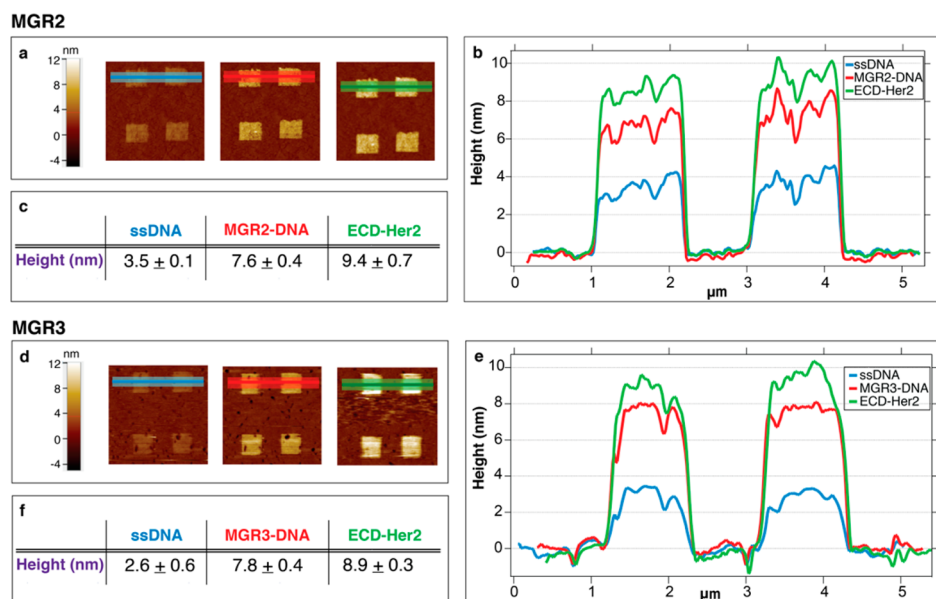 MGR2
a
nm
12
8
4
0
-4
b
Height (nm)
10
8
6
4
2
0
ssDNA
MGR2-DNA
ECD-Her2
0 1 2 3 4 5
µm
c
ssDNA MGR2-DNA ECD-Her2
Height (nm) 3.5 ± 0.1 7.6 ± 0.4 9.4 ± 0.7
MGR3
d
nm
12
8
4
0
-4
e
Height (nm)
10
8
6
4
2
0
ssDNA
MGR3-DNA
ECD-Her2
0 1 2 3 4 5
µm
f
ssDNA MGR3-DNA ECD-Her2
Height (nm) 2.6 ± 0.6 7.8 ± 0.4 8.9 ± 0.3